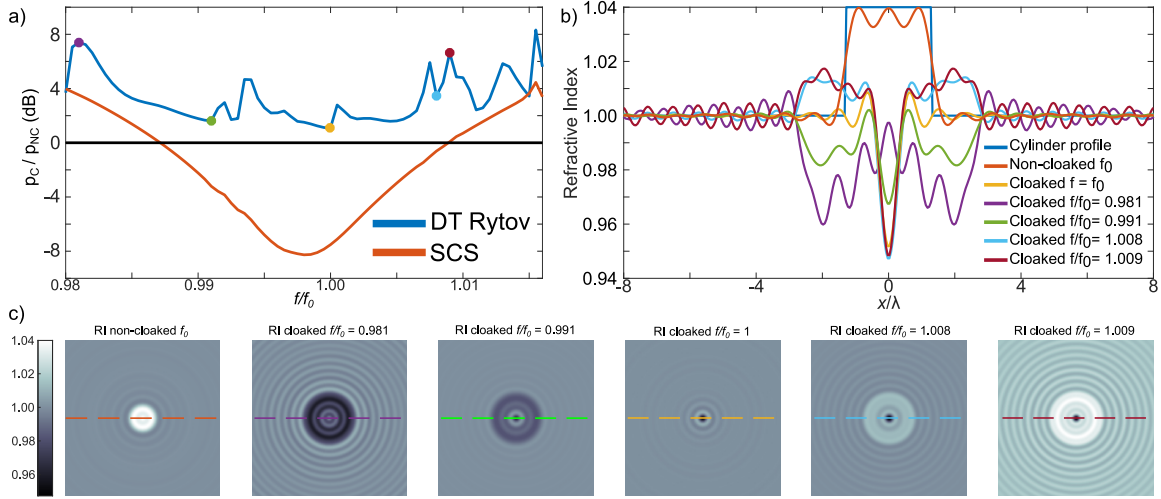 a)
p_C / p_NC (dB)
8
4
0
-4
-8
DT Rytov
SCS
0.98
0.99
1.00
1.01
f/f₀
b)
Refractive Index
1.04
1.02
1.00
0.98
0.96
0.94
Cylinder profile
Non-cloaked f₀
Cloaked f = f₀
Cloaked f/f₀= 0.981
Cloaked f/f₀= 0.991
Cloaked f/f₀= 1.008
Cloaked f/f₀= 1.009
-8
-4
0
4
8
x/λ
c)
RI non-cloaked f₀
RI cloaked f/f₀ = 0.981
RI cloaked f/f₀ = 0.991
RI cloaked f/f₀ = 1
RI cloaked f/f₀ = 1.008
RI cloaked f/f₀ = 1.009
1.04
1.02
1.00
0.98
0.96